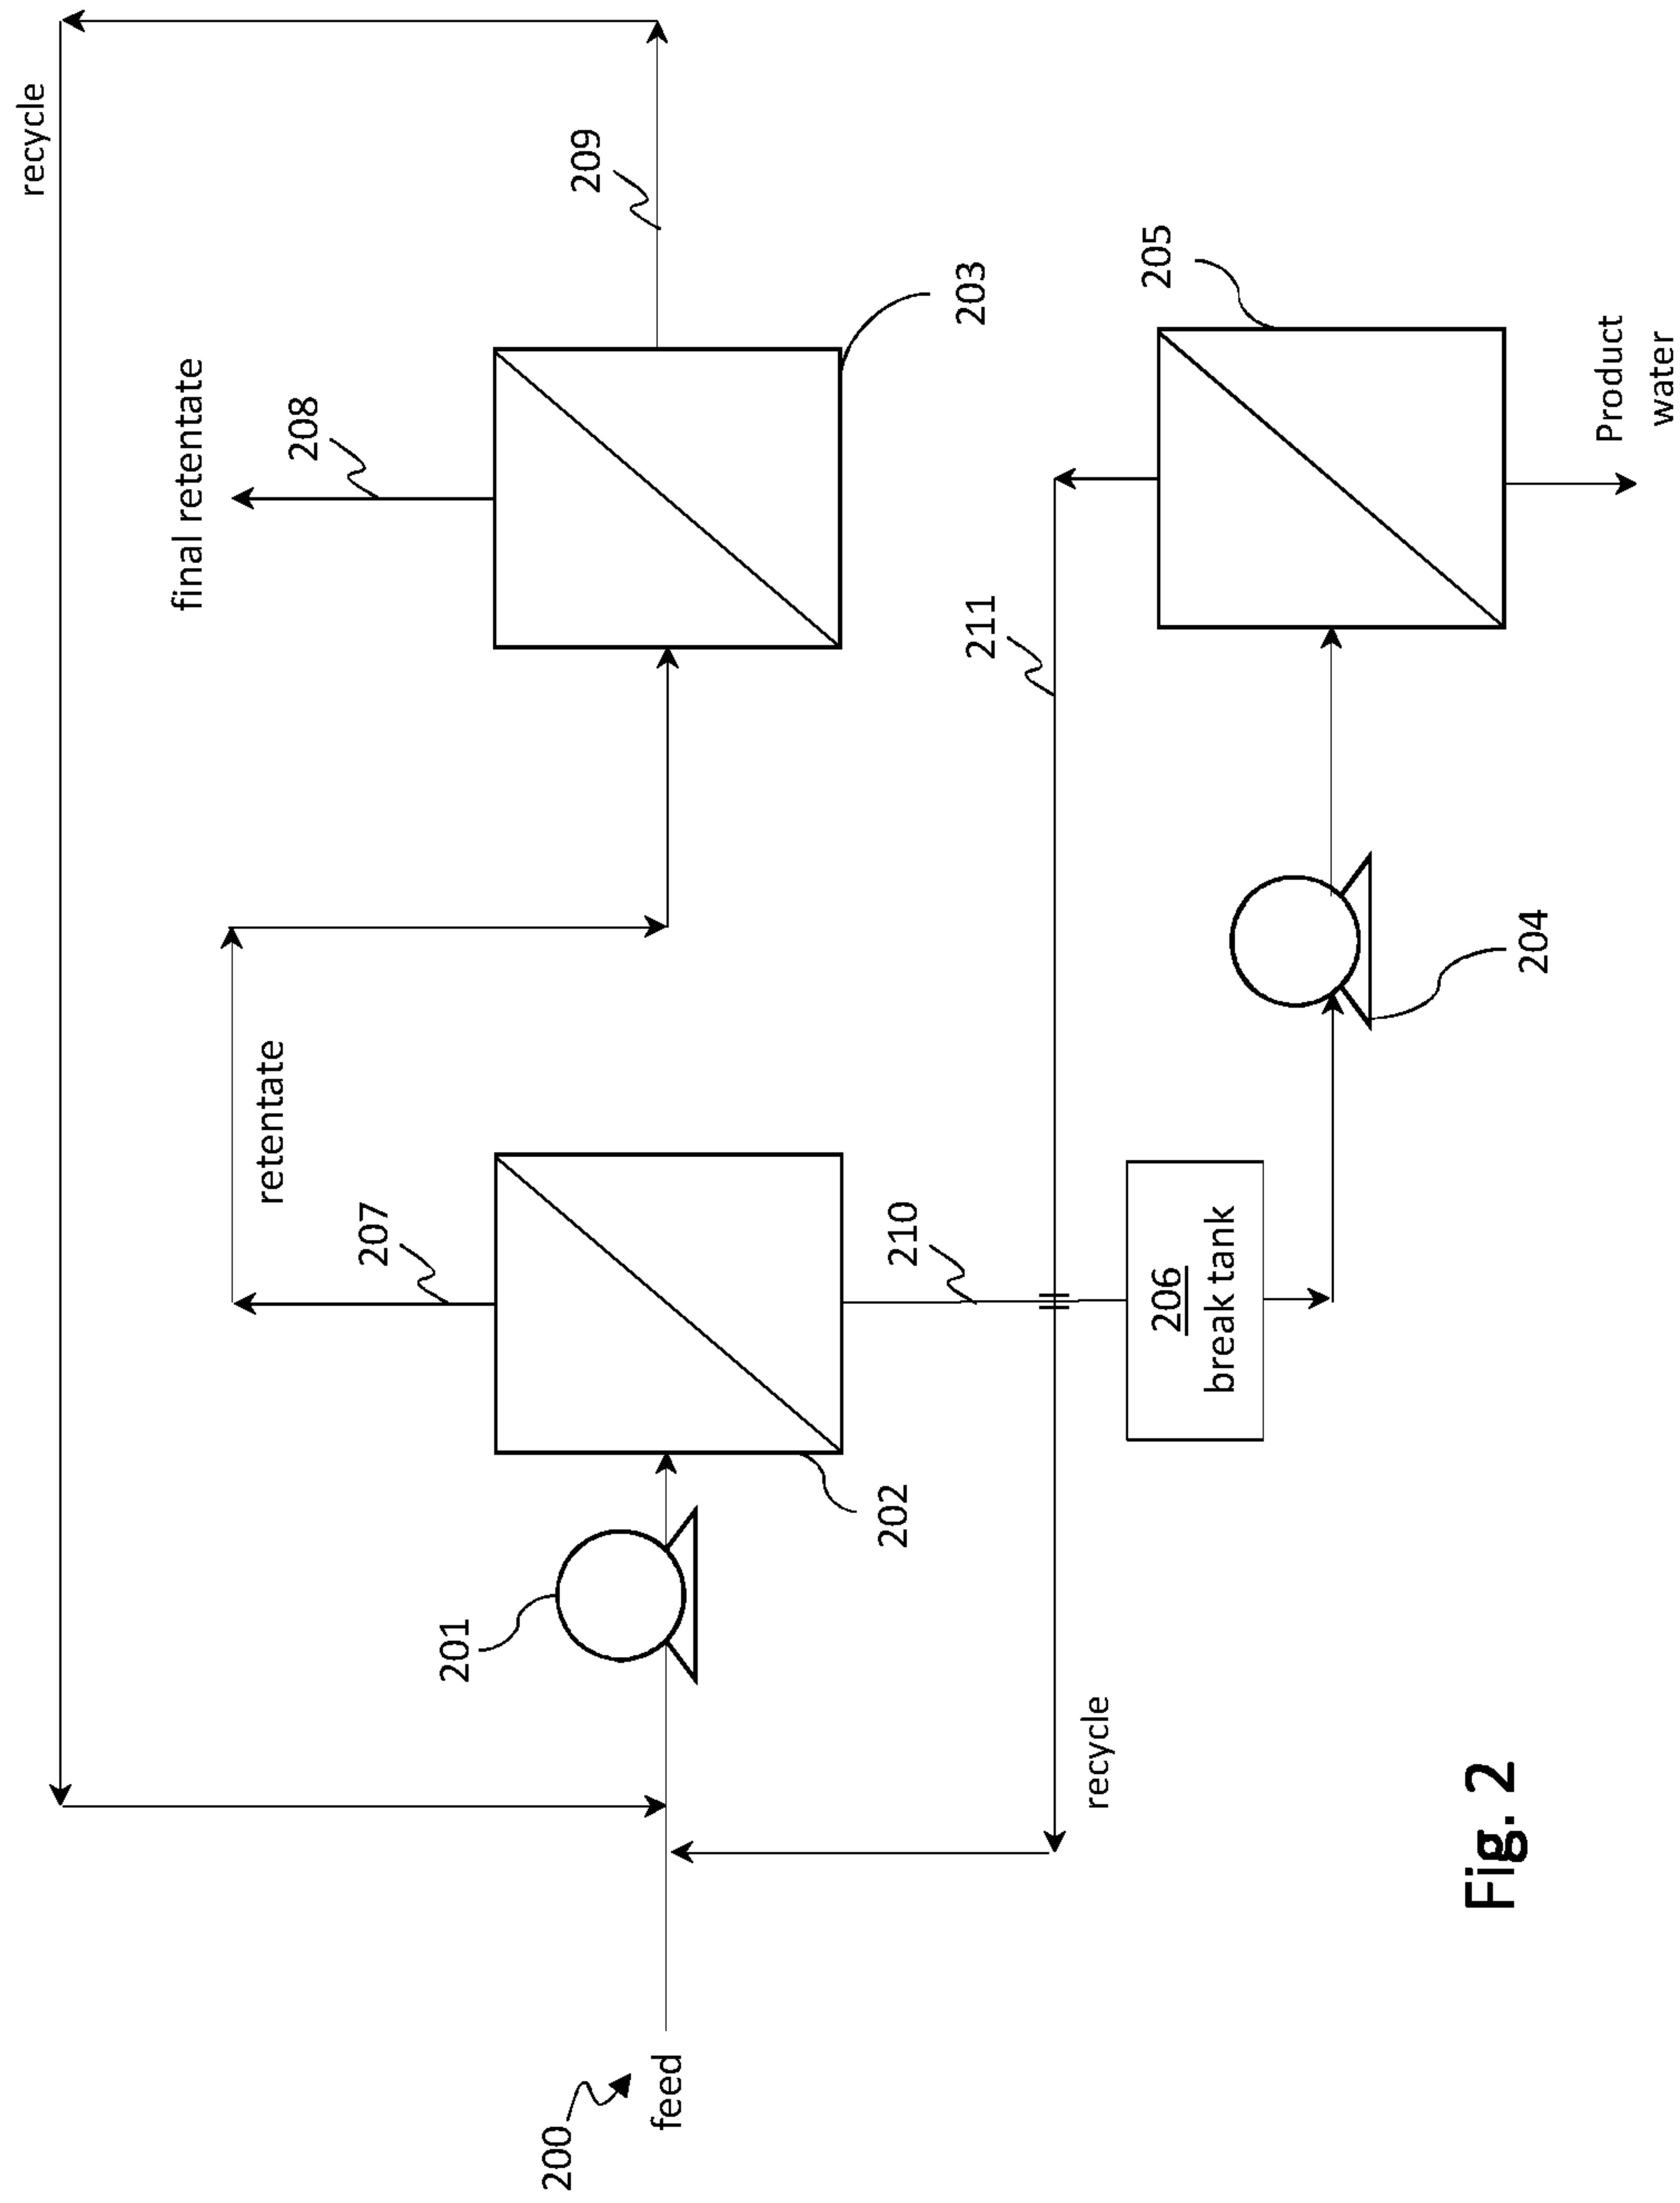 recycle
final retentate
208
209
retentate
207
203
201
202
210
211
205
200
feed
recycle
206
break tank
204
Product
water
Fig. 2